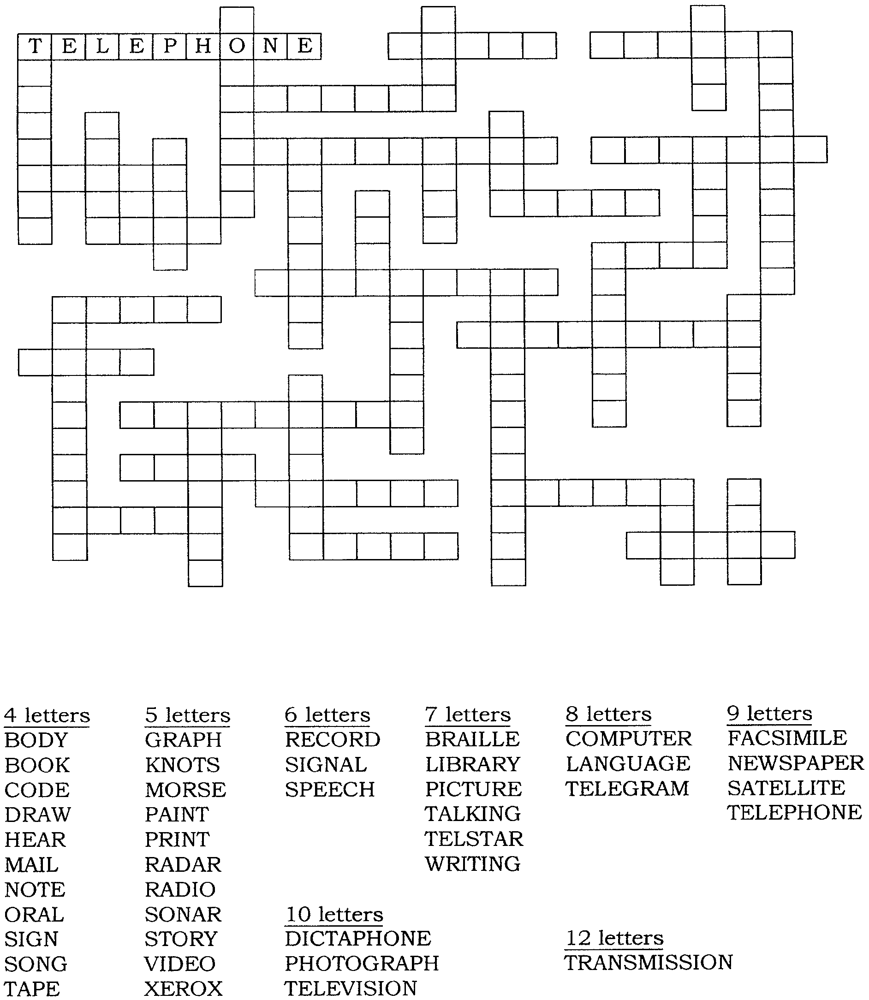 TELEPHONE
4 letters
BODY
BOOK
CODE
DRAW
HEAR
MAIL
NOTE
ORAL
SIGN
SONG
TAPE
5 letters
GRAPH
KNOTS
MORSE
PAINT
PRINT
RADAR
RADIO
SONAR
STORY
VIDEO
XEROX
6 letters
RECORD
SIGNAL
SPEECH
10 letters
DICTAPHONE
PHOTOGRAPH
TELEVISION
7 letters
BRAILLE
LIBRARY
PICTURE
TALKING
TELSTAR
WRITING
8 letters
COMPUTER
LANGUAGE
TELEGRAM
12 letters
TRANSMISSION
9 letters
FACSIMILE
NEWSPAPER
SATELLITE
TELEPHONE